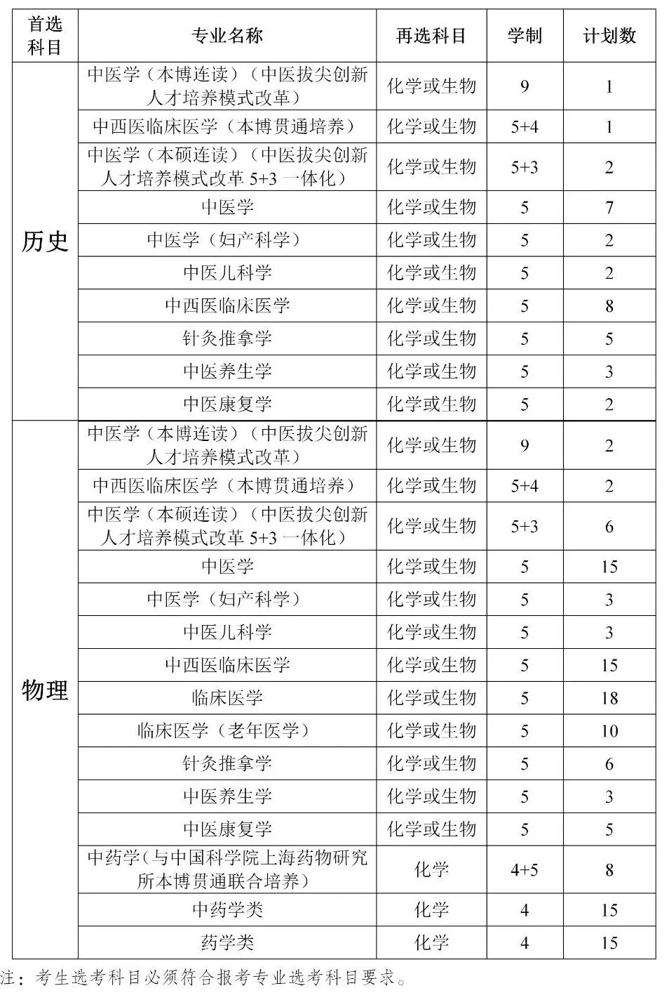 首选科目 专业名称 再选科目 学制 计划数
历史
中医学（本博连读）（中医拔尖创新
人才培养模式改革） 化学或生物 9 1
中西医临床医学（本博贯通培养） 化学或生物 5+4 1
中医学（本硕连读）（中医拔尖创新
人才培养模式改革 5+3 一体化） 化学或生物 5+3 2
中医学 化学或生物 5 7
中医学（妇产科学） 化学或生物 5 2
中医儿科学 化学或生物 5 2
中西医临床医学 化学或生物 5 8
针灸推拿学 化学或生物 5 5
中医养生学 化学或生物 5 3
中医康复学 化学或生物 5 2
物理
中医学（本博连读）（中医拔尖创新
人才培养模式改革） 化学或生物 9 2
中西医临床医学（本博贯通培养） 化学或生物 5+4 2
中医学（本硕连读）（中医拔尖创新
人才培养模式改革 5+3 一体化） 化学或生物 5+3 6
中医学 化学或生物 5 15
中医学（妇产科学） 化学或生物 5 3
中医儿科学 化学或生物 5 3
中西医临床医学 化学或生物 5 15
临床医学 化学或生物 5 18
临床医学（老年医学） 化学或生物 5 10
针灸推拿学 化学或生物 5 6
中医养生学 化学或生物 5 3
中医康复学 化学或生物 5 5
中药学（与中国科学院上海药物研究
所本博贯通联合培养） 化学 4+5 8
中药学类 化学 4 15
药学类 化学 4 15
注：考生选考科目必须符合报考专业选考科目要求。